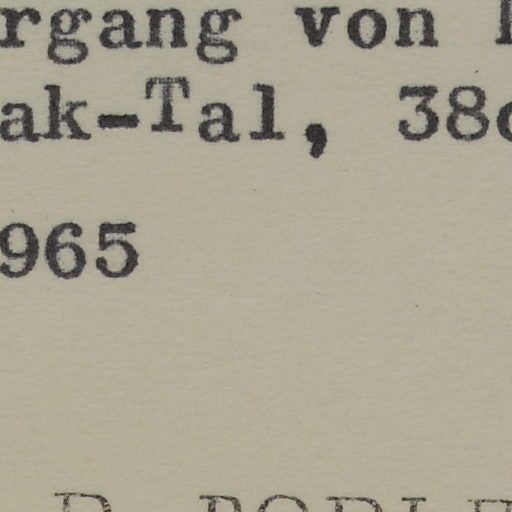 rgang von
ak-Tal, 38
965